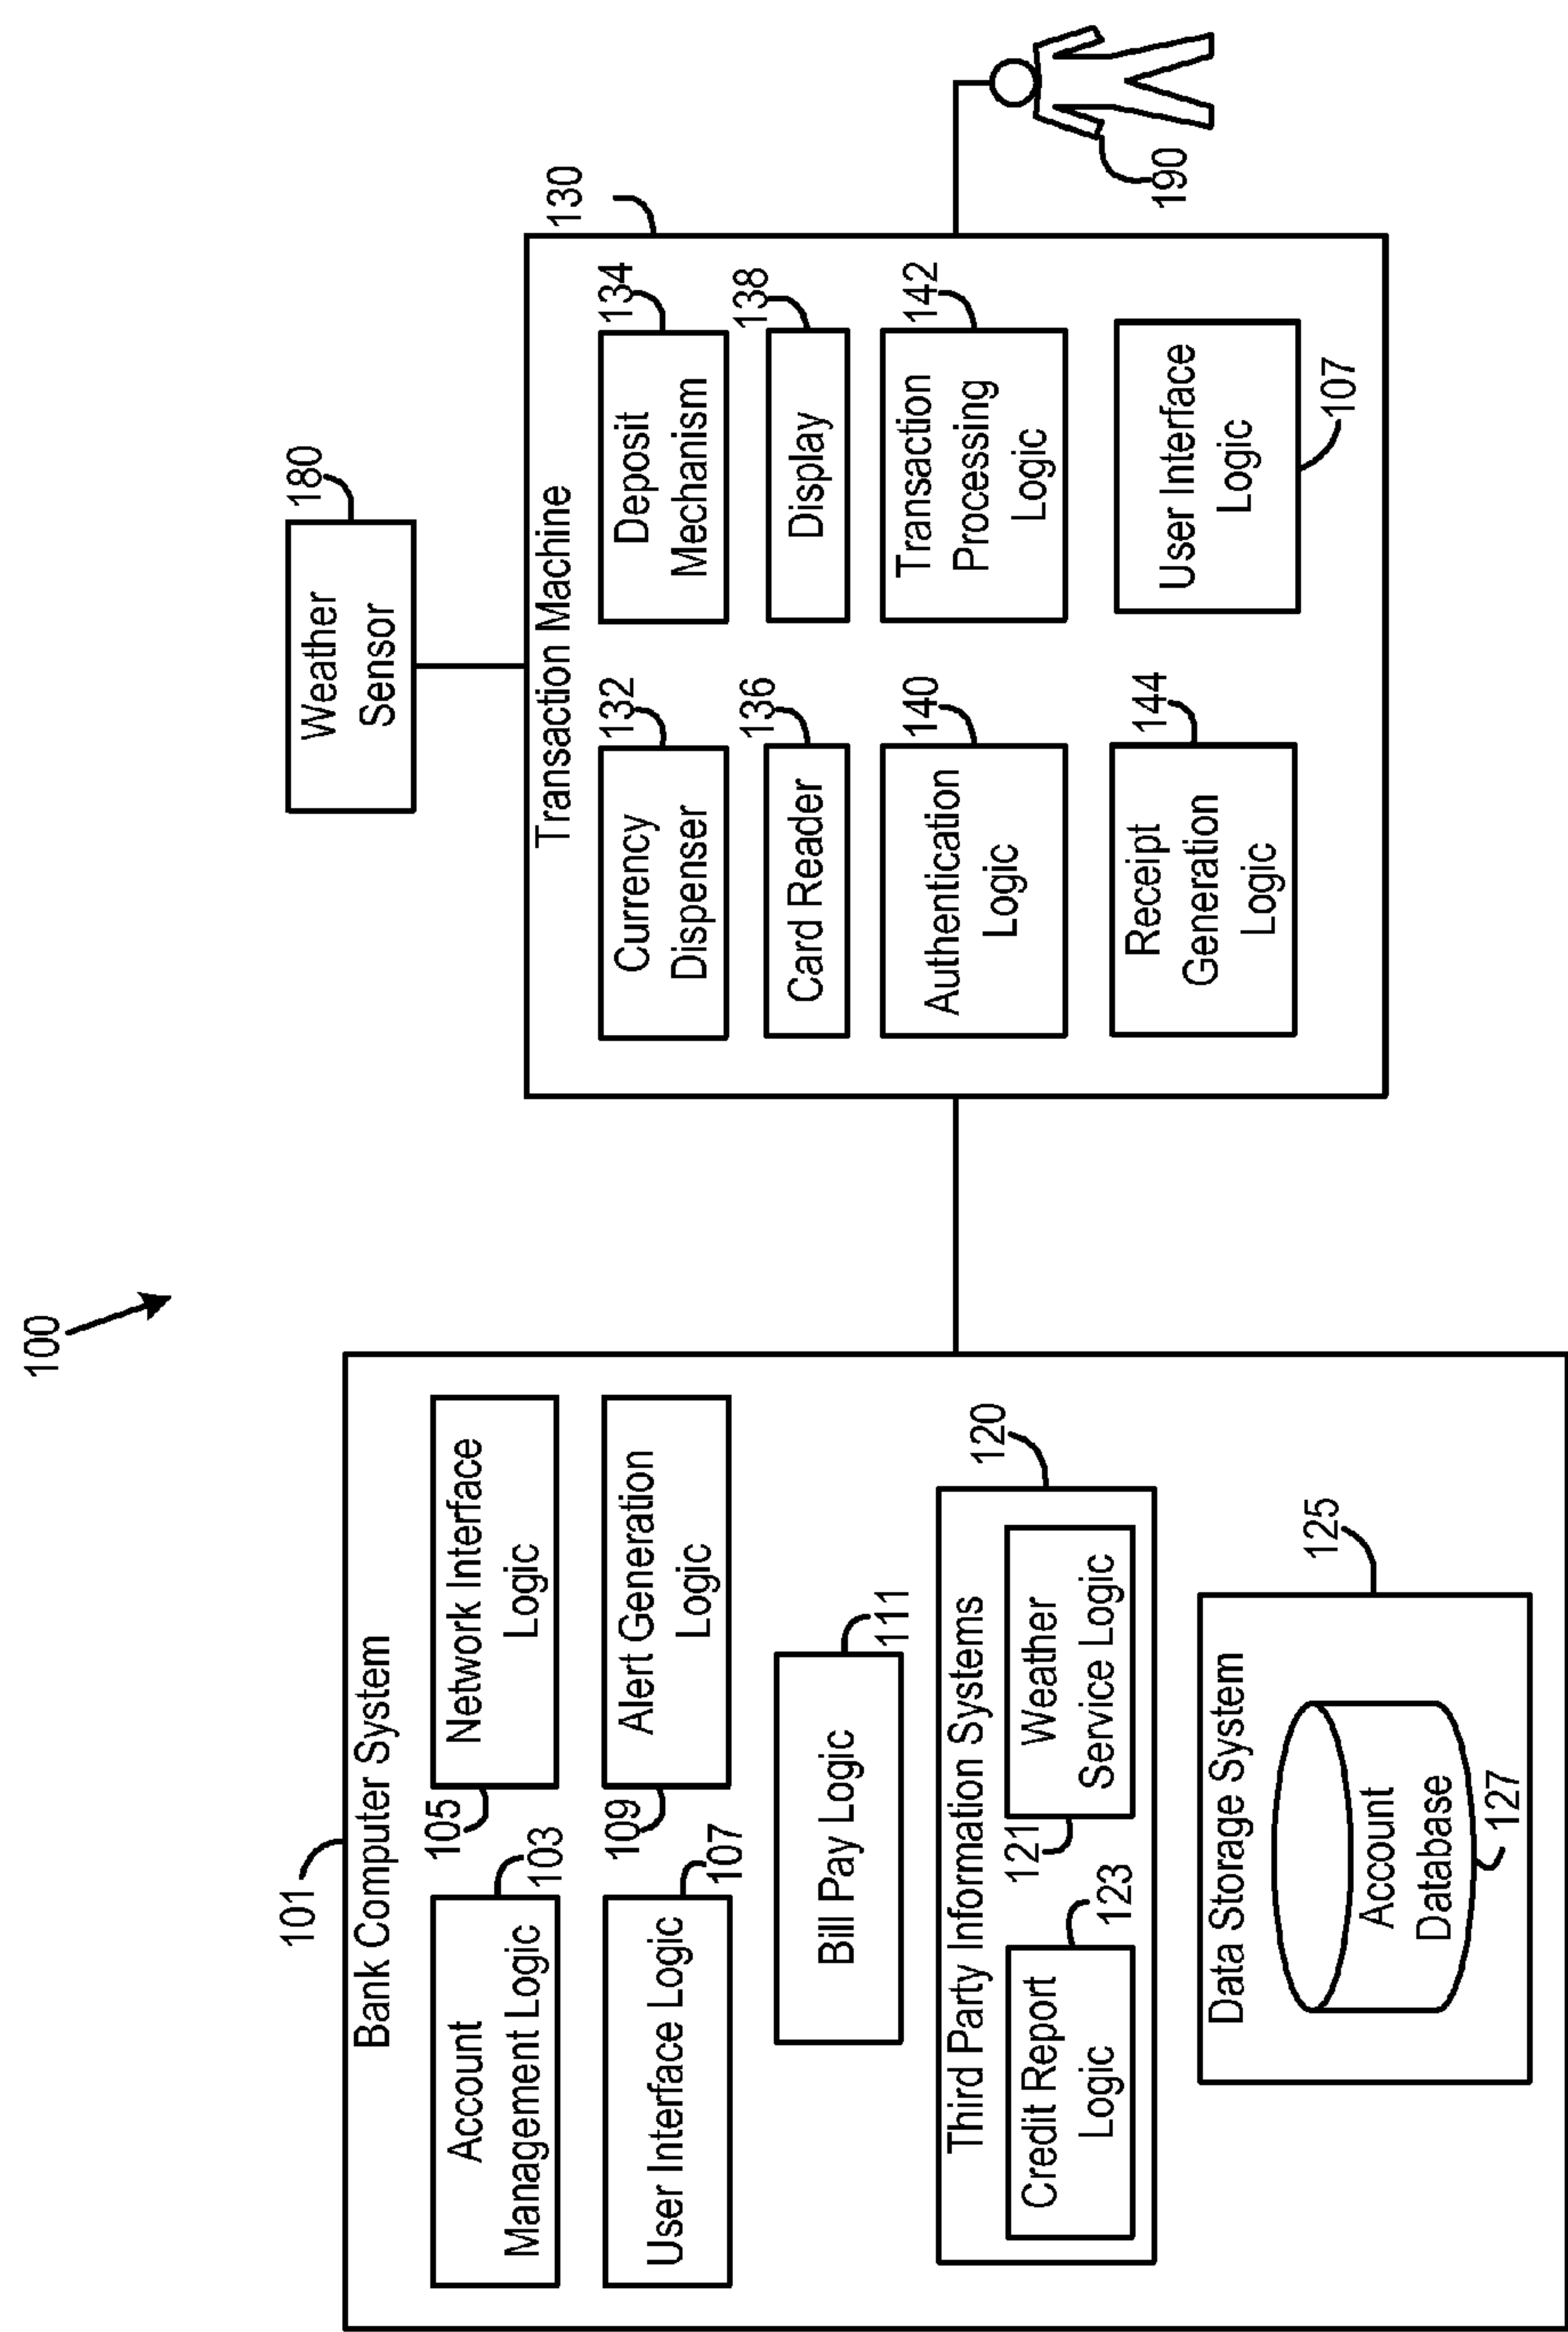 100
101
Bank Computer System
Account
Management Logic
103
105
Network Interface
Logic
User Interface Logic
107
109
Alert Generation
Logic
Bill Pay Logic
111
Third Party Information Systems
120
Credit Report
Logic
123
121
Weather
Service Logic
Data Storage System
125
Account
Database
127
Weather
Sensor
180
Transaction Machine
130
Currency
Dispenser
132
Deposit
Mechanism
134
Card Reader
136
Display
138
Authentication
Logic
140
Transaction
Processing
Logic
142
Receipt
Generation
Logic
144
User Interface
Logic
107
190